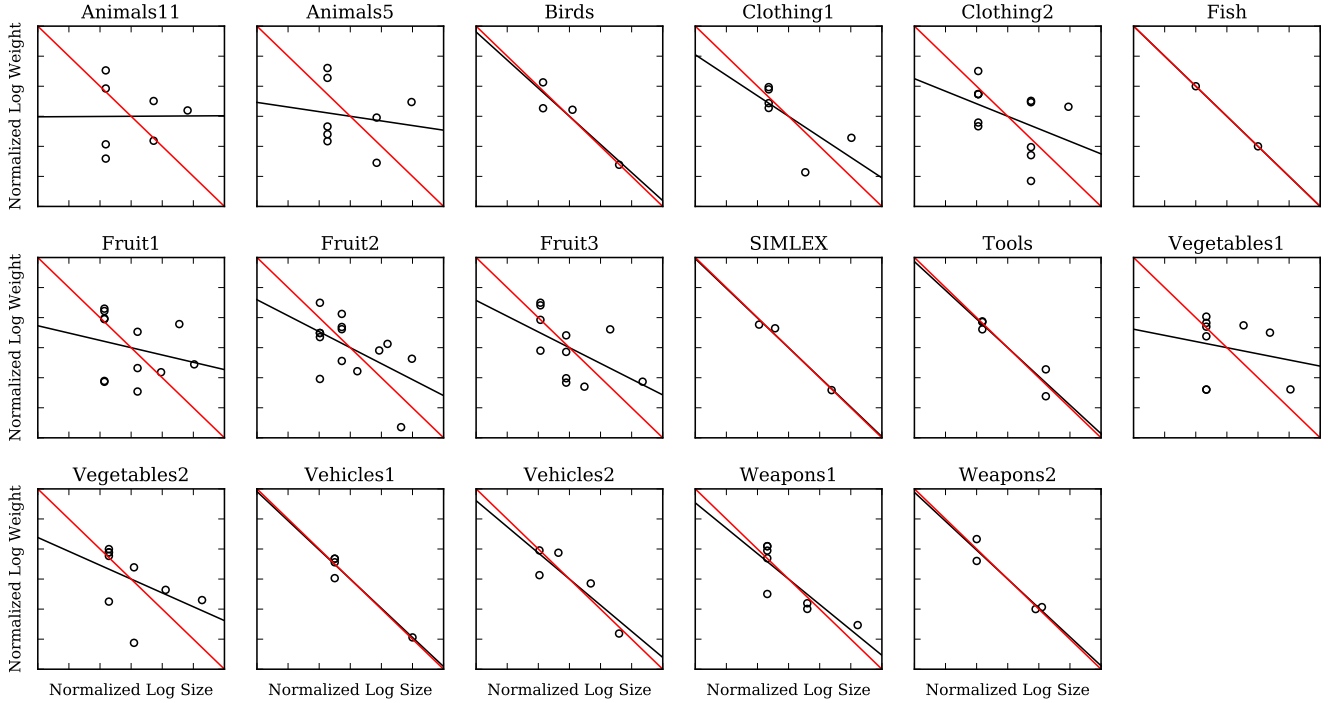 Animals11 Animals5 Birds Clothing1 Clothing2 Fish
Normalized Log Weight
Fruit1 Fruit2 Fruit3 SIMLEX Tools Vegetables1
Normalized Log Weight
Vegetables2 Vehicles1 Vehicles2 Weapons1 Weapons2
Normalized Log Weight
Normalized Log Size Normalized Log Size Normalized Log Size Normalized Log Size Normalized Log Size